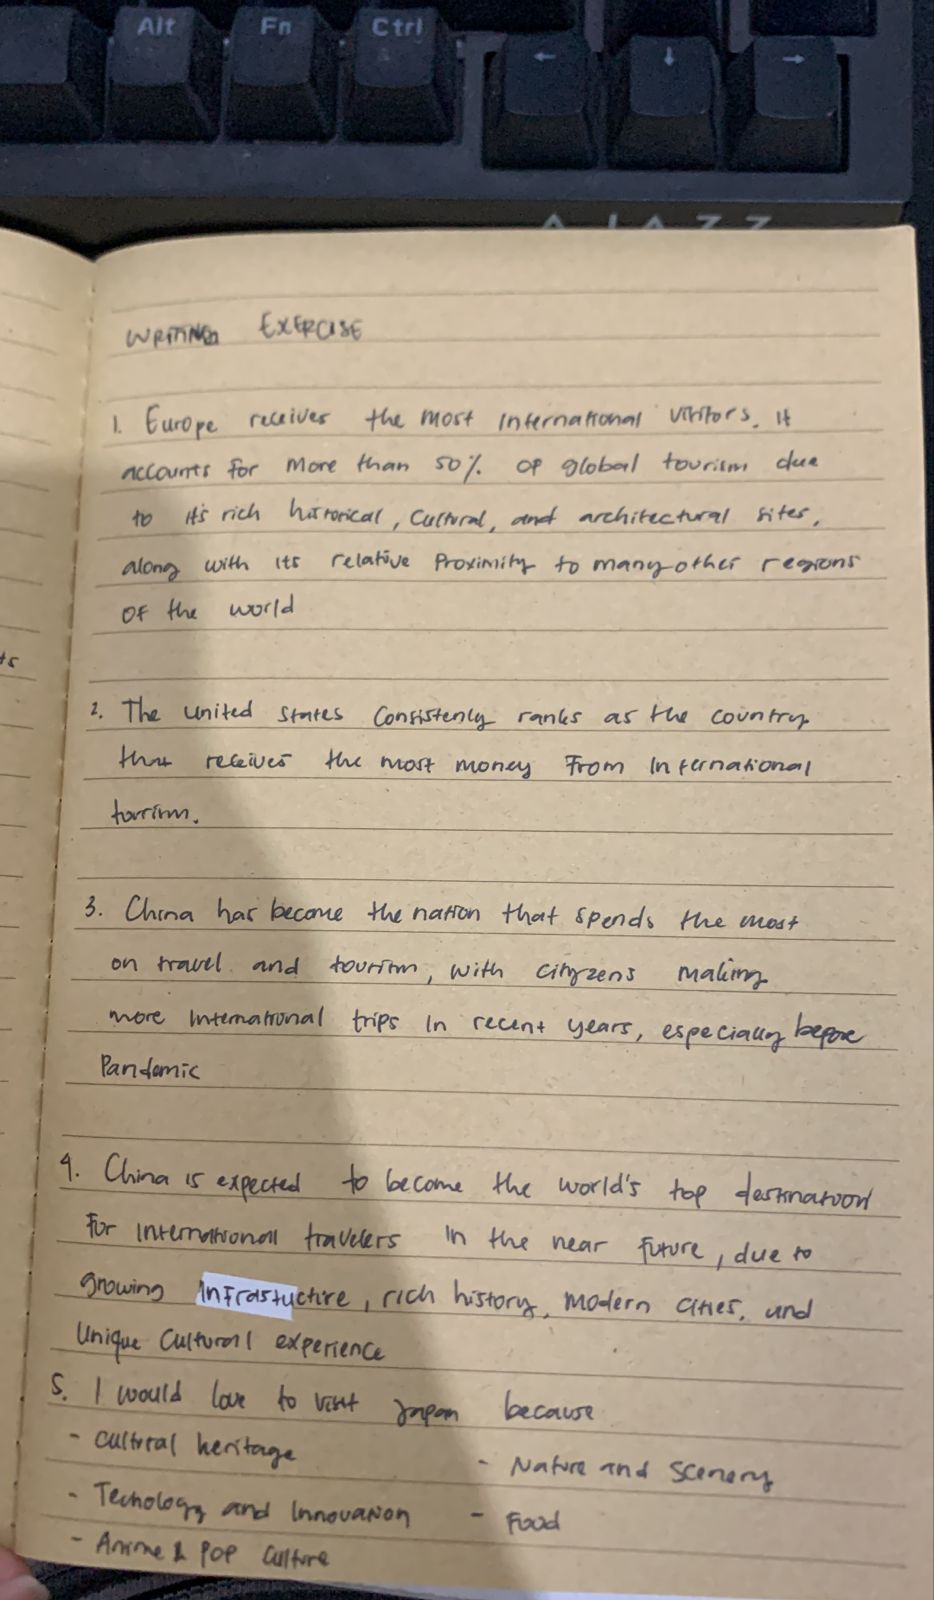 Alt Fn Ctrl
← ↓ →
AJAZZ
WRITING EXERCISE
1. Europe receives the most international visitors. It
accounts for more than 50% of global tourism due
to it's rich historical, cultural, and architectural sites,
along with its relative proximity to many other regions
of the world
ts
2. The United States consistenly ranks as the country
that receives the most money from international
tourism.
3. China has become the nation that spends the most
on travel and tourism, with cityzens making
more international trips in recent years, especially before
Pandemic
4. China is expected to become the world's top destination
for international travelers in the near future, due to
growing infrastucture, rich history, modern cities, and
Unique Cultural experience
5. I would love to visit Japan because
- Cultural heritage - Nature and Scenery
- Techology and Innovation - Food
- Anime & Pop Culture